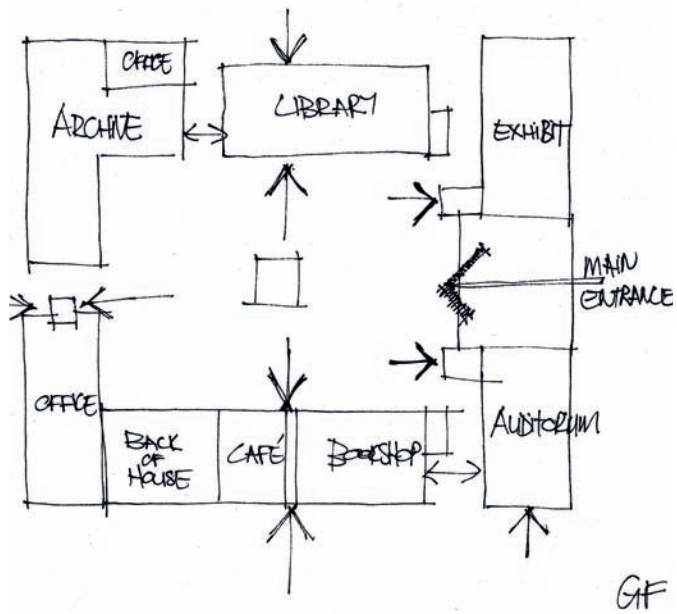 OFFICE
ARCHIVE
LIBRARY
EXHIBIT
MAIN
ENTRANCE
OFFICE
BACK
OF
HOUSE
CAFÉ
BOOKSHOP
AUDITORIUM
GF